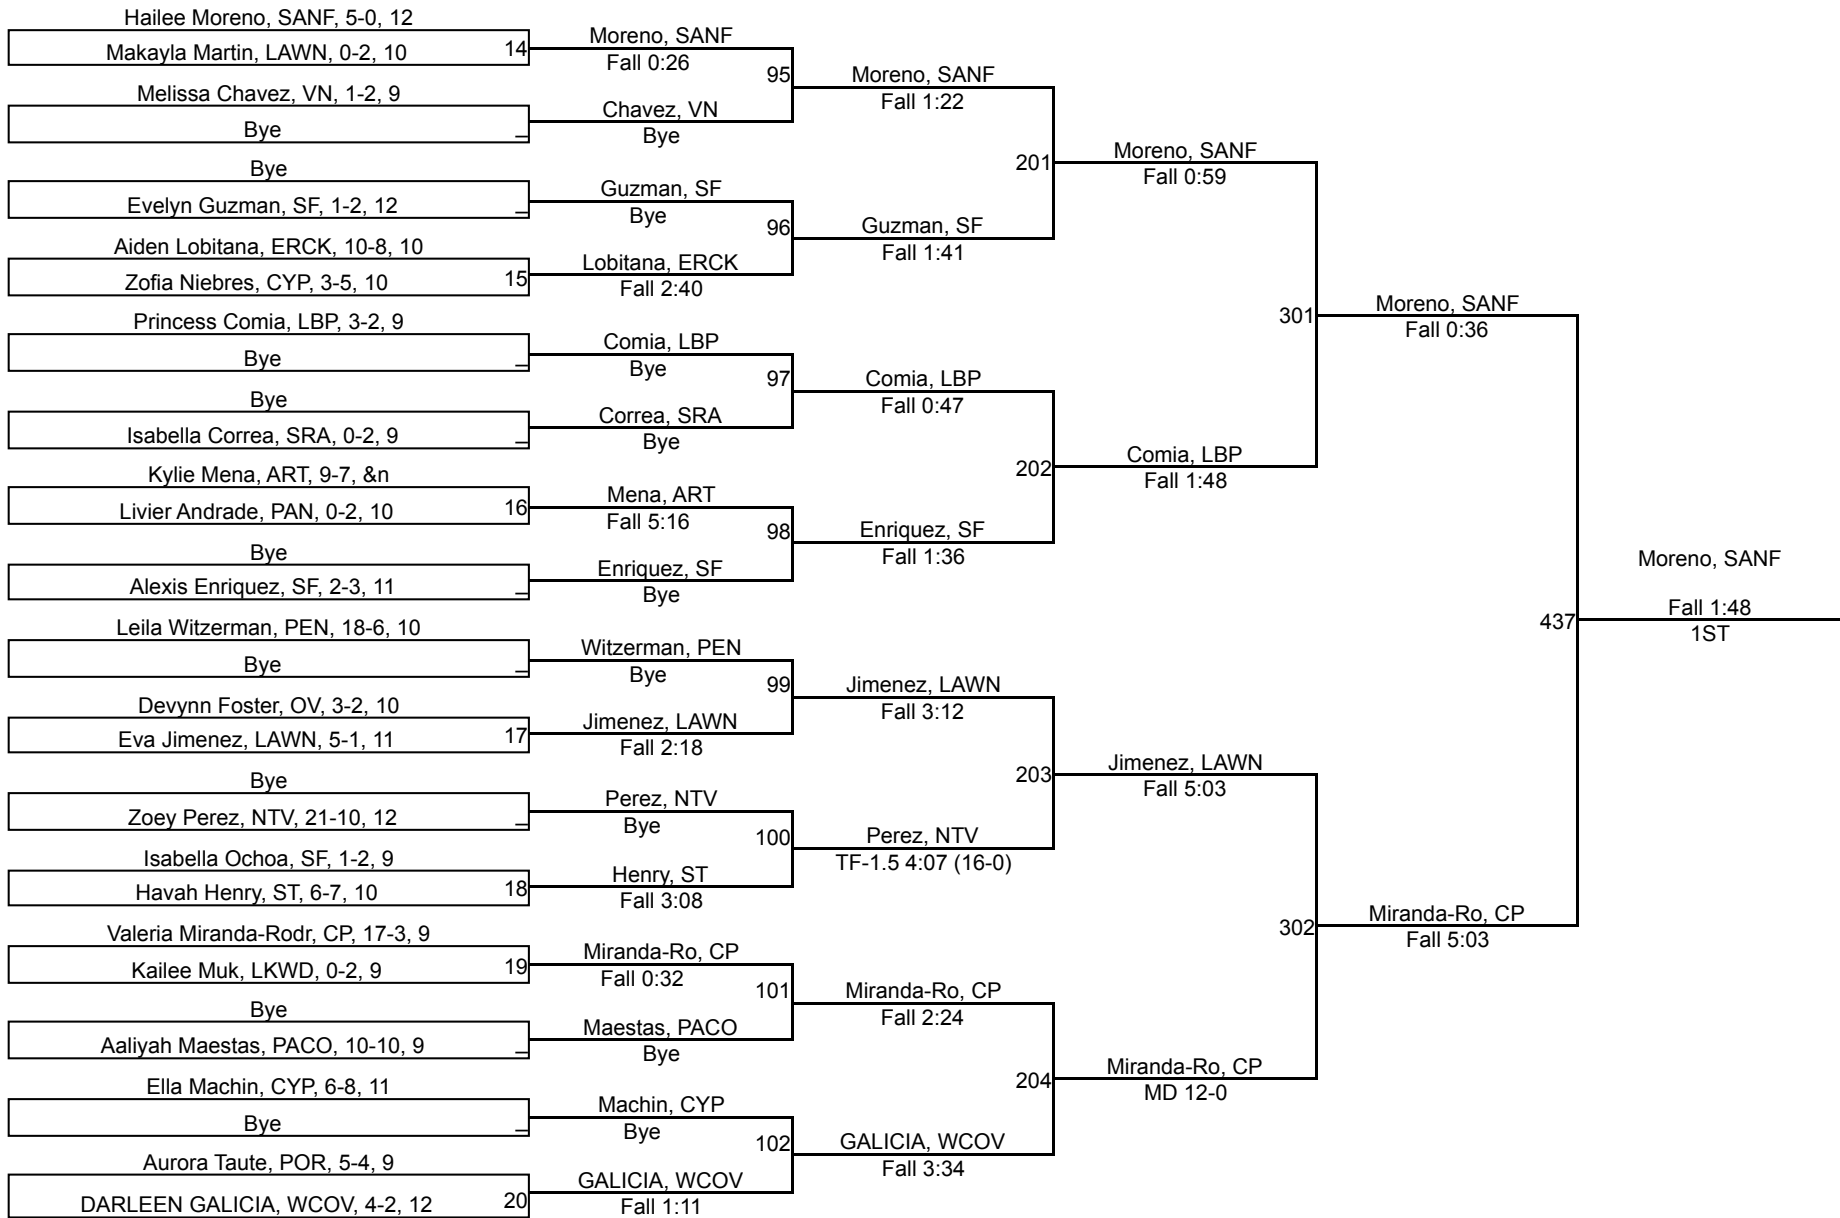 Hailee Moreno, SANF, 5-0, 12
Makayla Martin, LAWN, 0-2, 10
14
Melissa Chavez, VN, 1-2, 9
Bye
_
Bye
Evelyn Guzman, SF, 1-2, 12
_
Aiden Lobitana, ERCK, 10-8, 10
Zofia Niebres, CYP, 3-5, 10
15
Princess Comia, LBP, 3-2, 9
Bye
_
Bye
Isabella Correa, SRA, 0-2, 9
_
Kylie Mena, ART, 9-7, &n
Livier Andrade, PAN, 0-2, 10
16
Bye
Alexis Enriquez, SF, 2-3, 11
_
Leila Witzerman, PEN, 18-6, 10
Bye
_
Devynn Foster, OV, 3-2, 10
Eva Jimenez, LAWN, 5-1, 11
17
Bye
Zoey Perez, NTV, 21-10, 12
_
Isabella Ochoa, SF, 1-2, 9
Havah Henry, ST, 6-7, 10
18
Valeria Miranda-Rodr, CP, 17-3, 9
Kailee Muk, LKWD, 0-2, 9
19
Bye
Aaliyah Maestas, PACO, 10-10, 9
_
Ella Machin, CYP, 6-8, 11
Bye
_
Aurora Taute, POR, 5-4, 9
DARLEEN GALICIA, WCOV, 4-2, 12
20
Moreno, SANF
Fall 0:26
95
Chavez, VN
Bye
Guzman, SF
Bye
96
Lobitana, ERCK
Fall 2:40
Comia, LBP
Bye
97
Correa, SRA
Bye
Mena, ART
Fall 5:16
98
Enriquez, SF
Bye
Witzerman, PEN
Bye
99
Jimenez, LAWN
Fall 2:18
Perez, NTV
Bye
100
Henry, ST
Fall 3:08
Miranda-Ro, CP
Fall 0:32
101
Maestas, PACO
Bye
Machin, CYP
Bye
102
GALICIA, WCOV
Fall 1:11
Moreno, SANF
Fall 1:22
201
Guzman, SF
Fall 1:41
Comia, LBP
Fall 0:47
202
Enriquez, SF
Fall 1:36
Jimenez, LAWN
Fall 3:12
203
Perez, NTV
TF-1.5 4:07 (16-0)
Miranda-Ro, CP
Fall 2:24
204
GALICIA, WCOV
Fall 3:34
Moreno, SANF
Fall 0:59
301
Comia, LBP
Fall 1:48
Jimenez, LAWN
Fall 5:03
302
Miranda-Ro, CP
MD 12-0
Moreno, SANF
Fall 0:36
437
Miranda-Ro, CP
Fall 5:03
Moreno, SANF
Fall 1:48
1ST